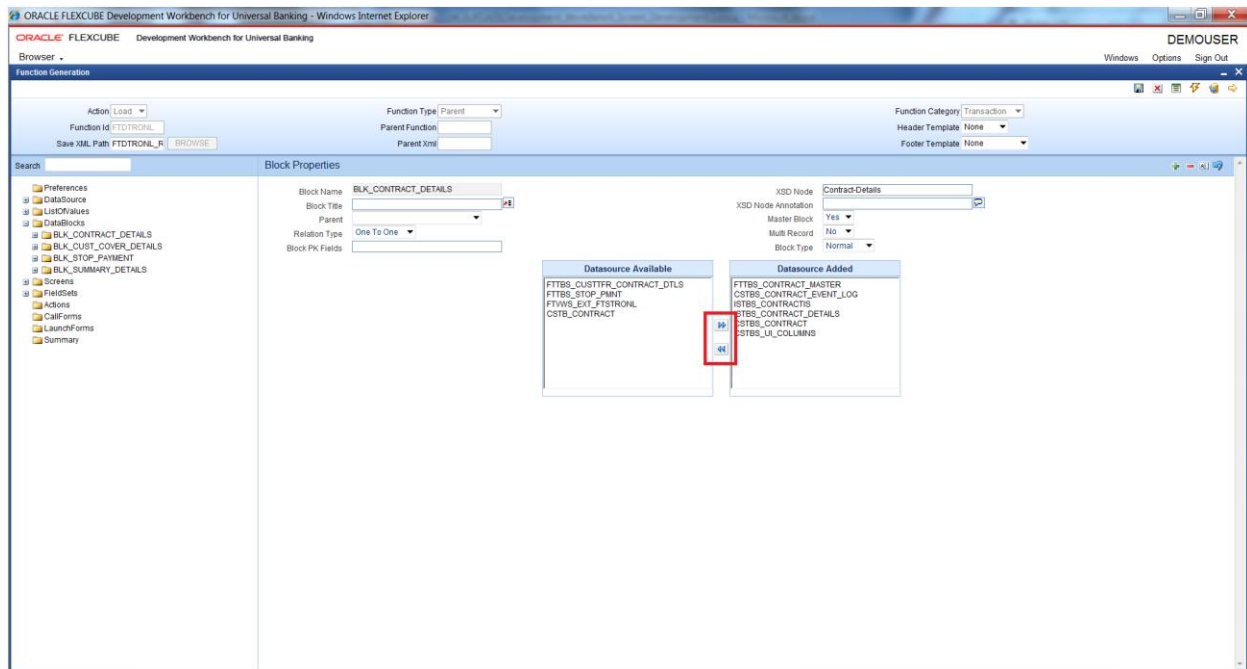 ORACLE FLEXCUBE Development Workbench for Universal Banking - Windows Internet Explorer
ORACLE FLEXCUBE Development Workbench for Universal Banking
DEMOUSER
Browser
Windows Options Sign Out
Function Generation
Action Load
Function Type Parent
Function Category Transaction
Function Id FTDTRONL
Parent Function
Header Template None
Save XML Path FTDTRONL_R BROWSE
Parent Xml
Footer Template None
Search
Block Properties
Preferences
DataSource
ListOfValues
DataBlocks
BLK_CONTRACT_DETAILS
BLK_CUST_COVER_DETAILS
BLK_STOP_PAYMENT
BLK_SUMMARY_DETAILS
Screens
FieldSets
Actions
CallForms
LaunchForms
Summary
Block Name BLK_CONTRACT_DETAILS
Block Title
Parent
Relation Type One To One
Block PK Fields
XSD Node Contract-Details
XSD Node Annotation
Master Block Yes
Multi Record No
Block Type Normal
Datasource Available
FTTBS_CUSTTFR_CONTRACT_DTLS
FTTBS_STOP_PMNT
FTVWS_EXT_FTSTRONL
CSTB_CONTRACT
Datasource Added
FTTBS_CONTRACT_MASTER
CSTBS_CONTRACT_EVENT_LOG
ISTBS_CONTRACTIS
ISTBS_CONTRACT_DETAILS
CSTBS_CONTRACT
CSTBS_UI_COLUMNS